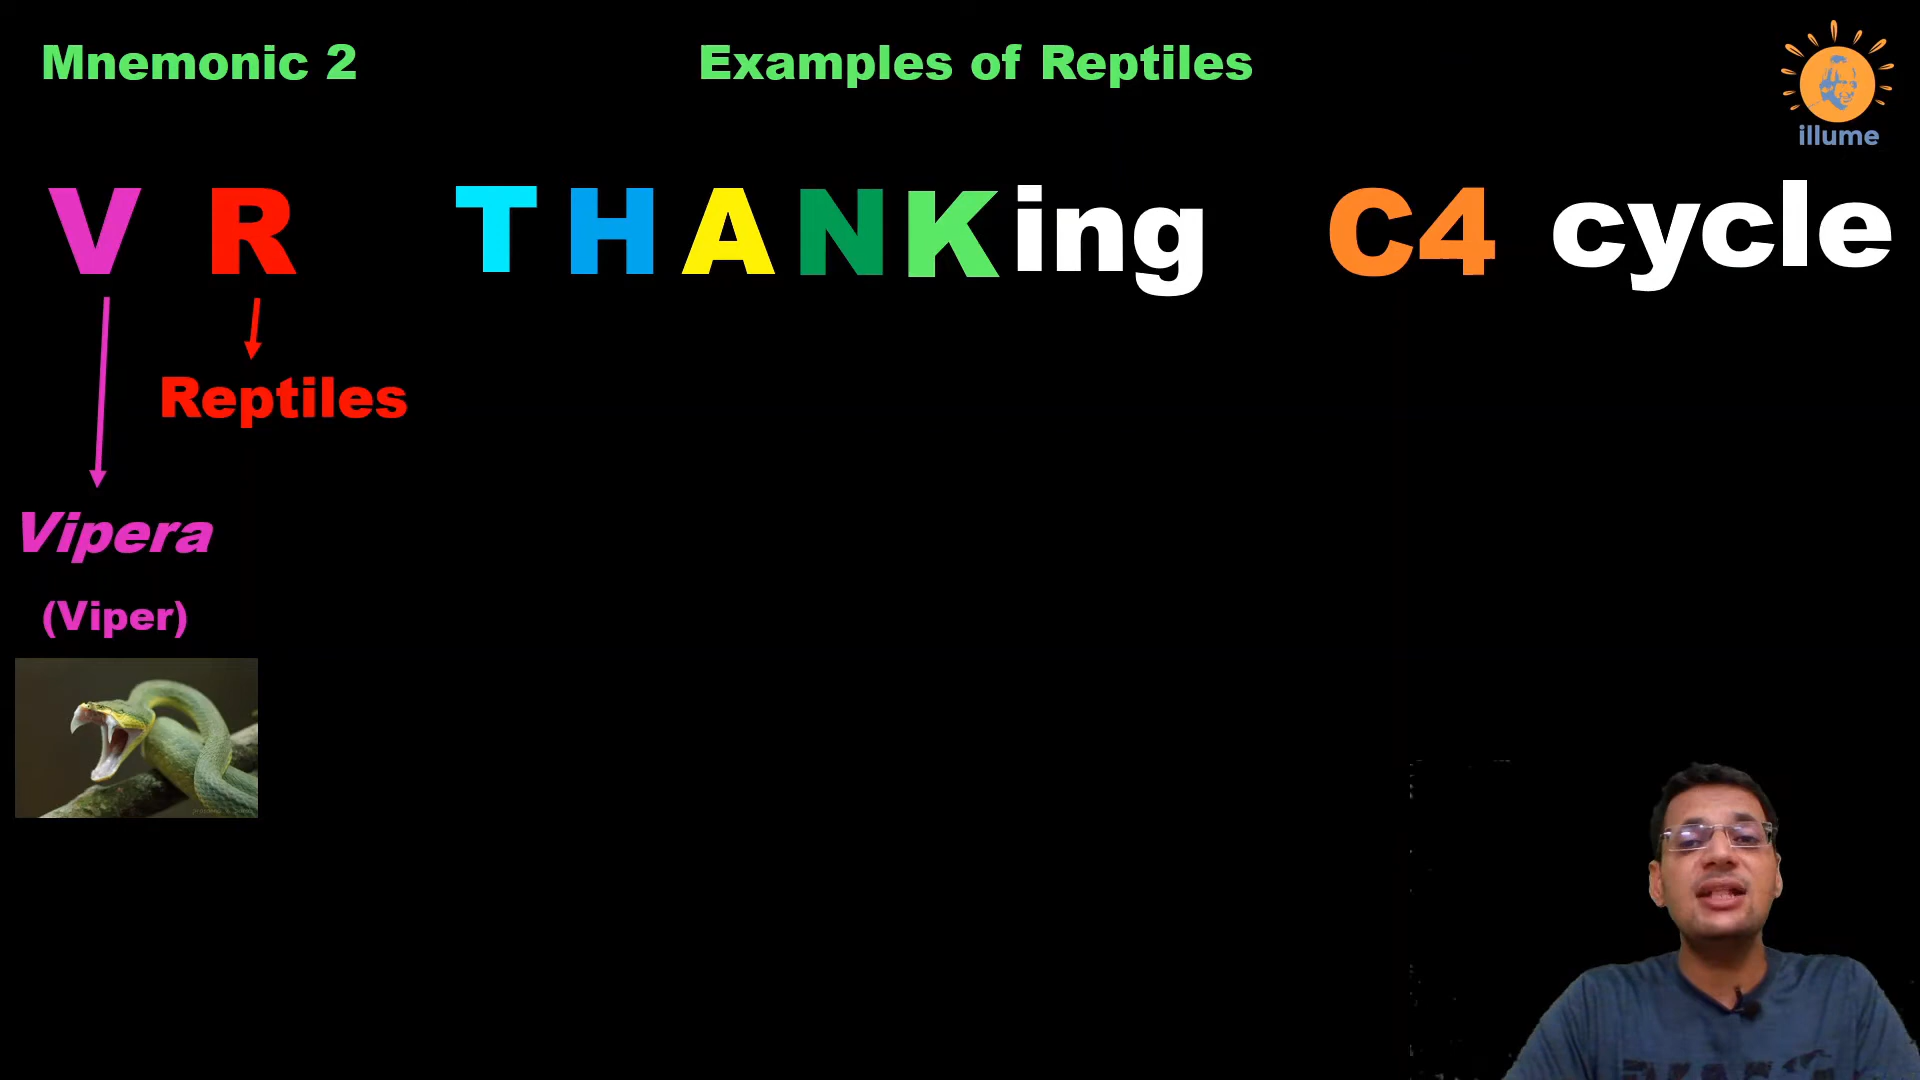 Mnemonic 2
Examples of Reptiles
illume
V R THANKing C4 cycle
Reptiles
Vipera
(Viper)